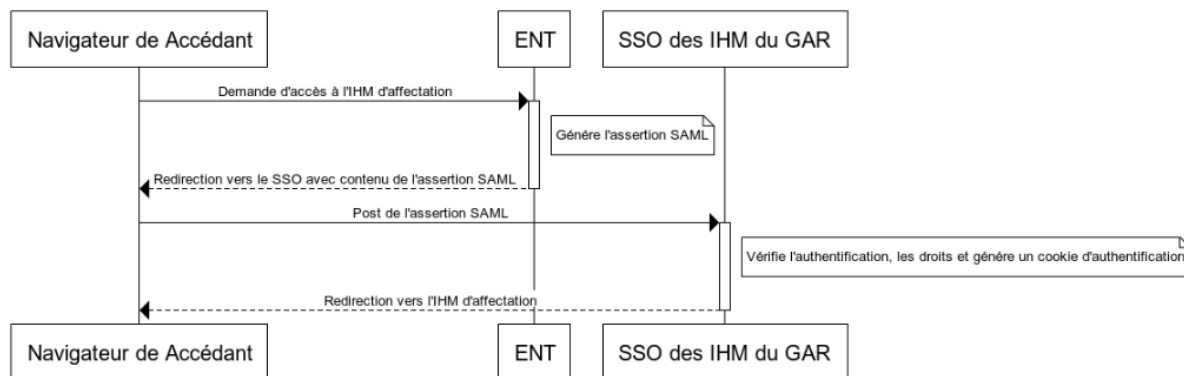 Navigateur de Accédant
ENT
SSO des IHM du GAR
Demande d'accès à l'IHM d'affectation
Génére l'assertion SAML
Redirection vers le SSO avec contenu de l'assertion SAML
Post de l'assertion SAML
Vérifie l'authentification, les droits et génére un cookie d'authentification
Redirection vers l'IHM d'affectation
Navigateur de Accédant
ENT
SSO des IHM du GAR